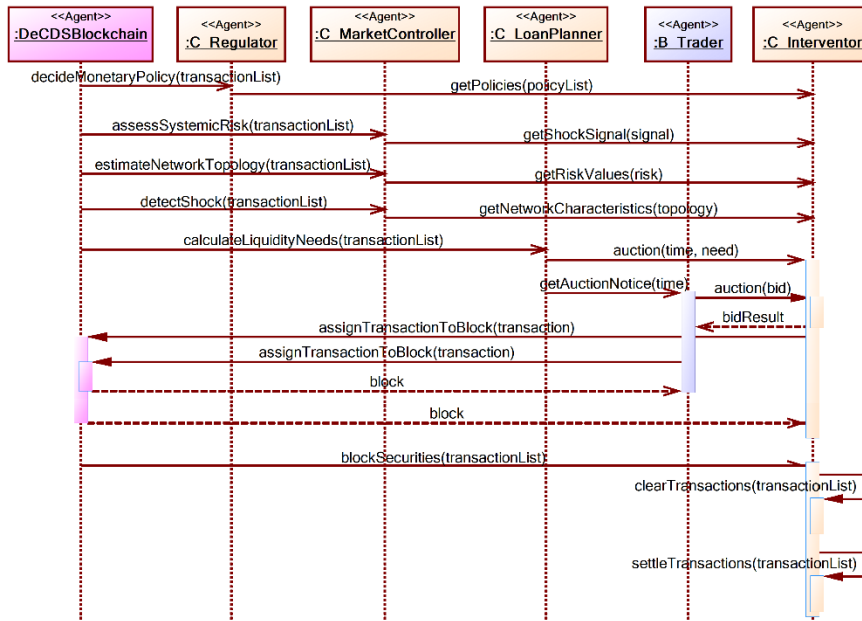 <<Agent>> <<Agent>> <<Agent>> <<Agent>> <<Agent>> <<Agent>>
:DeCDSBlockchain :C_Regulator :C_MarketController :C_LoanPlanner :B_Trader :C_Interventor
decideMonetaryPolicy(transactionList)
getPolicies(policyList)
assessSystemicRisk(transactionList)
getShockSignal(signal)
estimateNetworkTopology(transactionList)
getRiskValues(risk)
detectShock(transactionList)
getNetworkCharacteristics(topology)
calculateLiquidityNeeds(transactionList)
auction(time, need)
getAuctionNotice(time)
auction(bid)
bidResult
assignTransactionToBlock(transaction)
assignTransactionToBlock(transaction)
block
block
blockSecurities(transactionList)
clearTransactions(transactionList)
settleTransactions(transactionList)